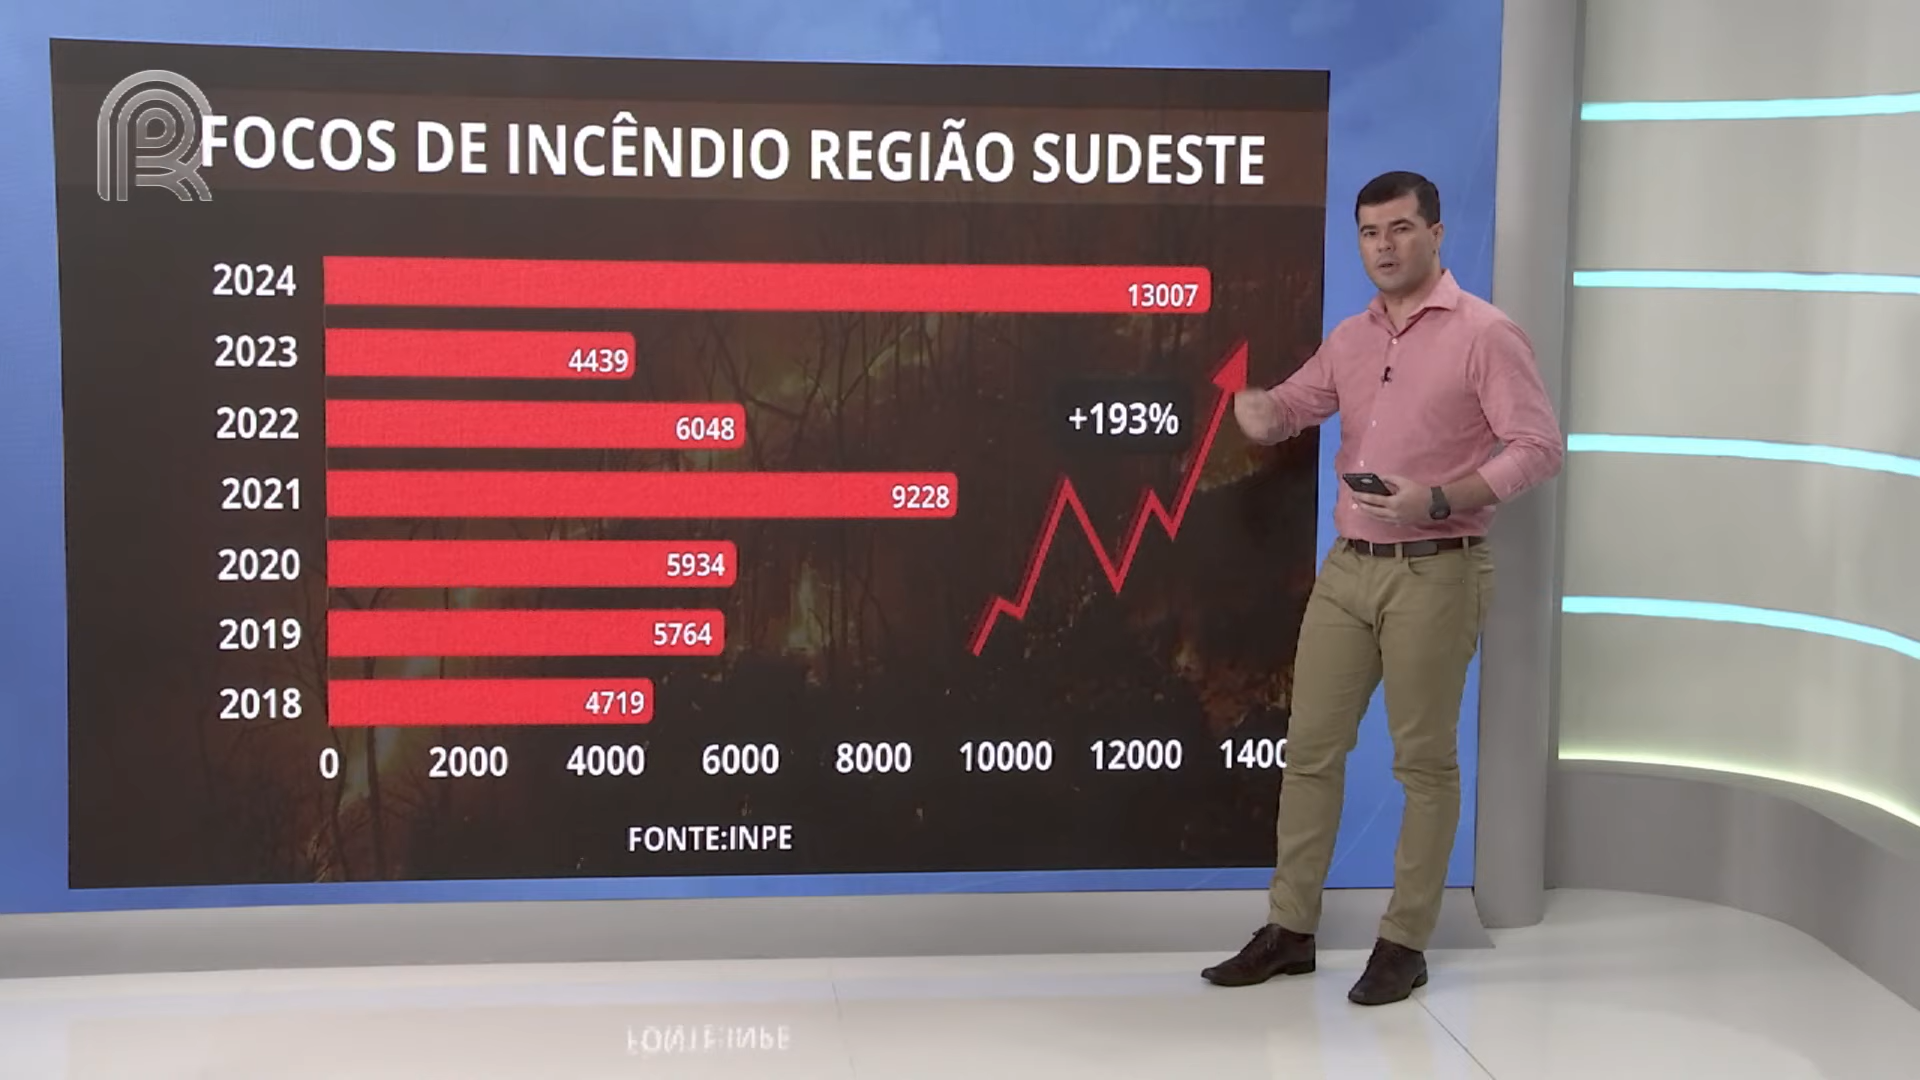 FOCOS DE INCÊNDIO REGIÃO SUDESTE
2024 13007
2023 4439
2022 6048
+193%
2021 9228
2020 5934
2019 5764
2018 4719
0 2000 4000 6000 8000 10000 12000
FONTE:INPE